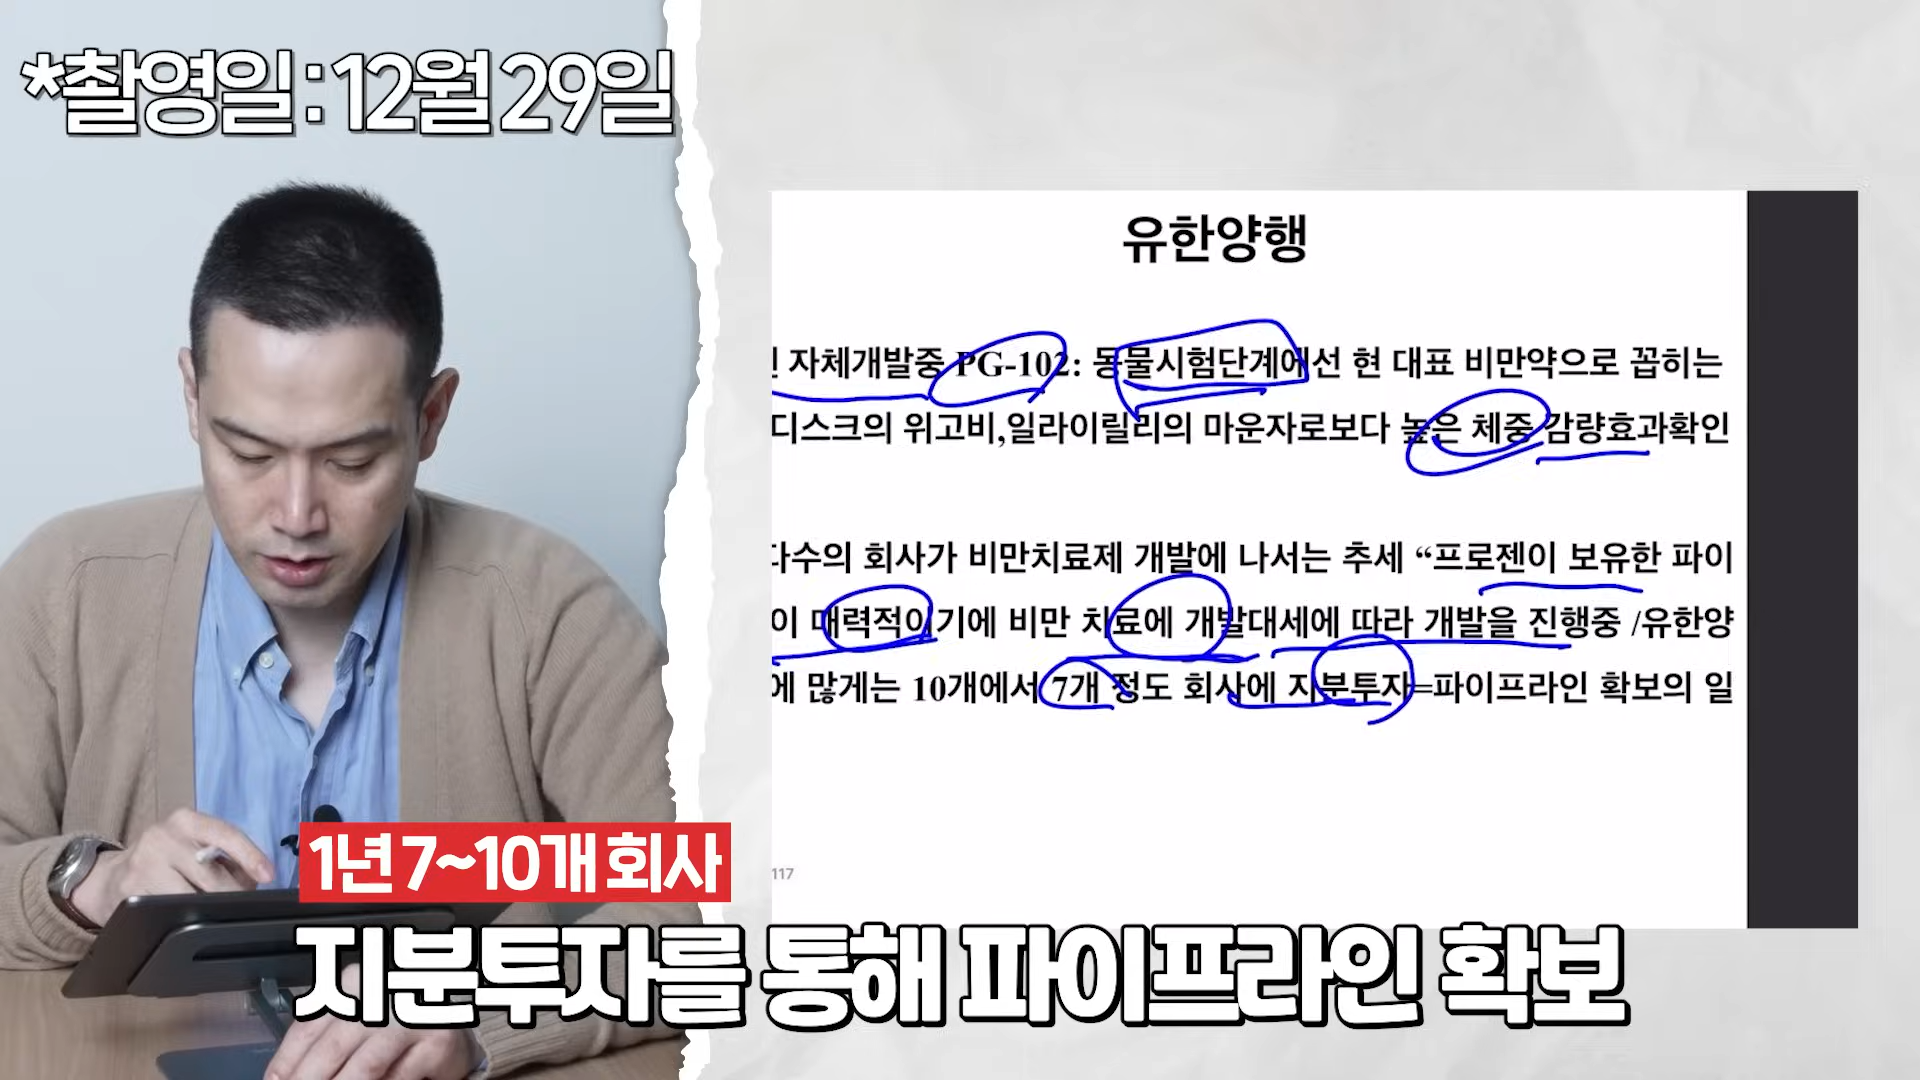 *촬영일 : 12월 29일
유한양행
자체개발중 PG-102: 동물시험단계에선 현 대표 비만약으로 꼽히는
디스크의 위고비,일라이릴리의 마운자로보다 높은 체중 감량효과확인
다수의 회사가 비만치료제 개발에 나서는 추세 “프로젠이 보유한 파이
이 매력적이기에 비만 치료에 개발대세에 따라 개발을 진행중 /유한양
에 많게는 10개에서 7개 정도 회사에 지분투자=파이프라인 확보의 일
117
1년 7~10개 회사
지분투자를 통해 파이프라인 확보